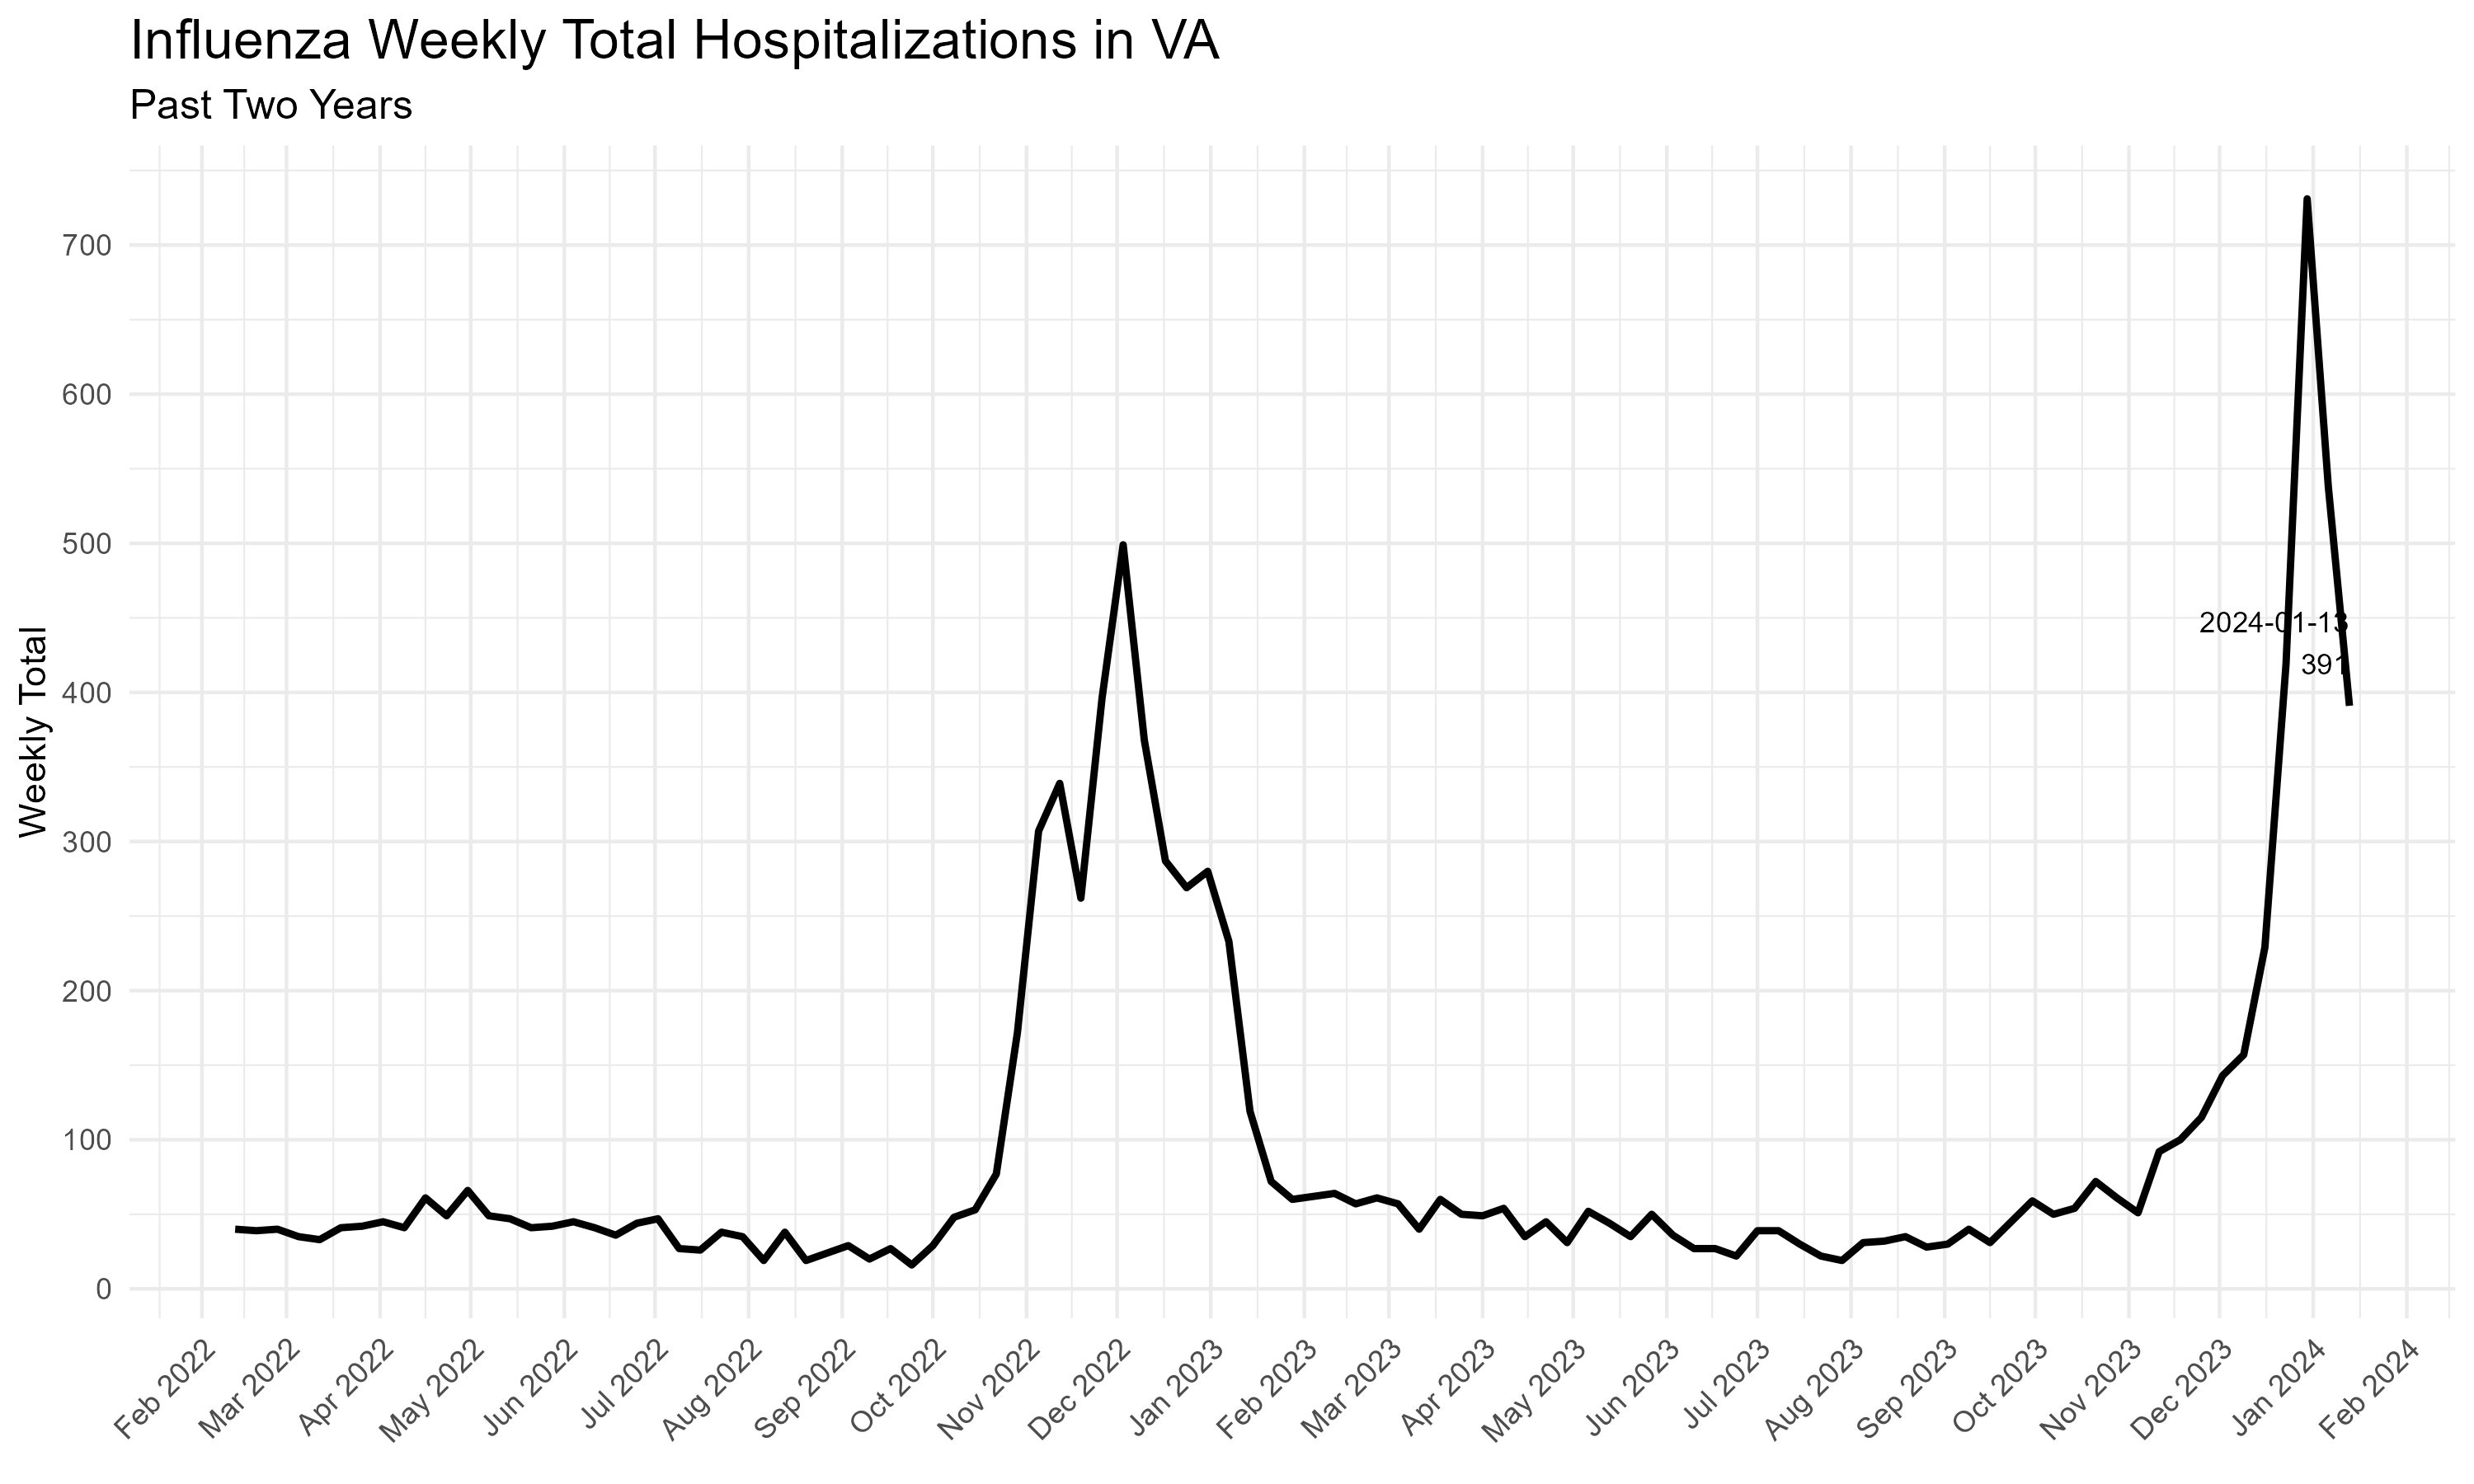 Influenza Weekly Total Hospitalizations in VA
Past Two Years
Weekly Total
700
600
500
400
300
200
100
0
2024-01-13
391
Feb 2022
Mar 2022
Apr 2022
May 2022
Jun 2022
Jul 2022
Aug 2022
Sep 2022
Oct 2022
Nov 2022
Dec 2022
Jan 2023
Feb 2023
Mar 2023
Apr 2023
May 2023
Jun 2023
Jul 2023
Aug 2023
Sep 2023
Oct 2023
Nov 2023
Dec 2023
Jan 2024
Feb 2024